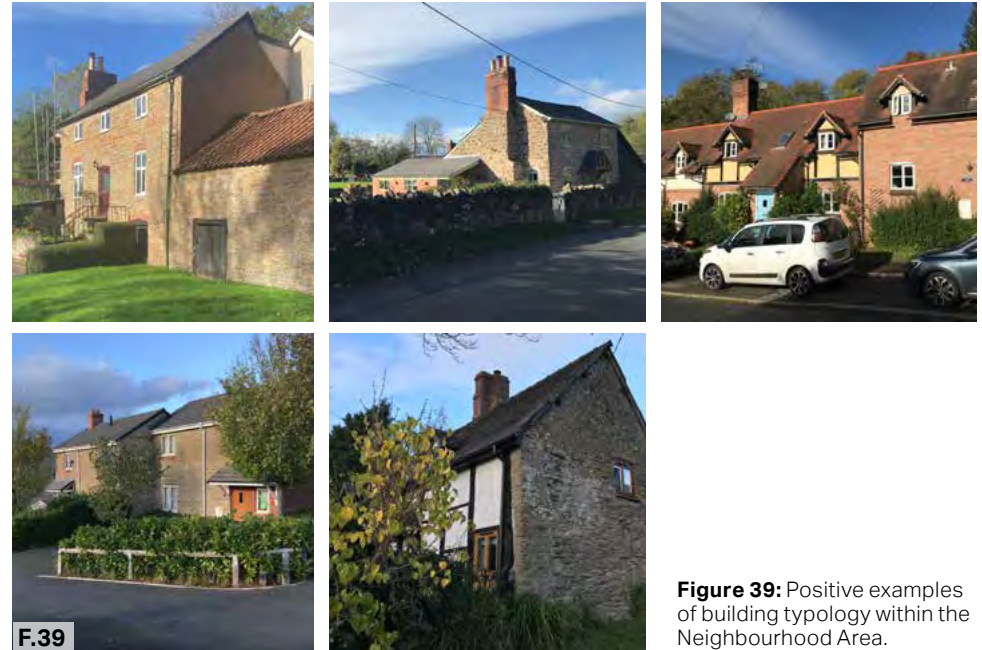 F.39
Figure 39: Positive examples
of building typology within the
Neighbourhood Area.